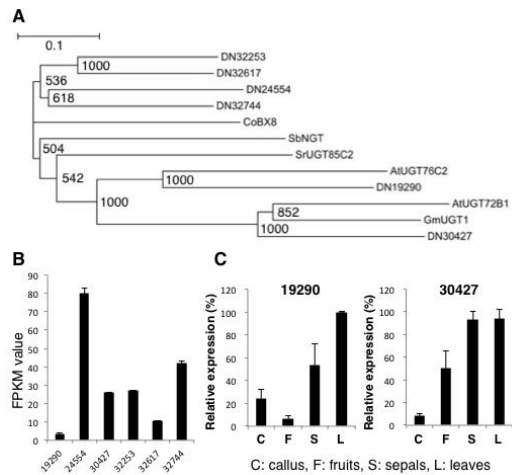 A
0.1
DN32253
1000
DN32617
536
DN24554
618
DN32744
CoBX8
504
SbNGT
SrUGT85C2
542
AtUGT76C2
1000
DN19290
1000
AtUGT72B1
852
GmUGT1
1000
DN30427
B
FPKM value
90
80
70
60
50
40
30
20
10
0
19290
24554
30427
32253
32617
32744
C
19290
Relative expression (%)
120
100
80
60
40
20
0
C F S L
30427
Relative expression (%)
120
100
80
60
40
20
0
C F S L
C: callus, F: fruits, S: sepals, L: leaves